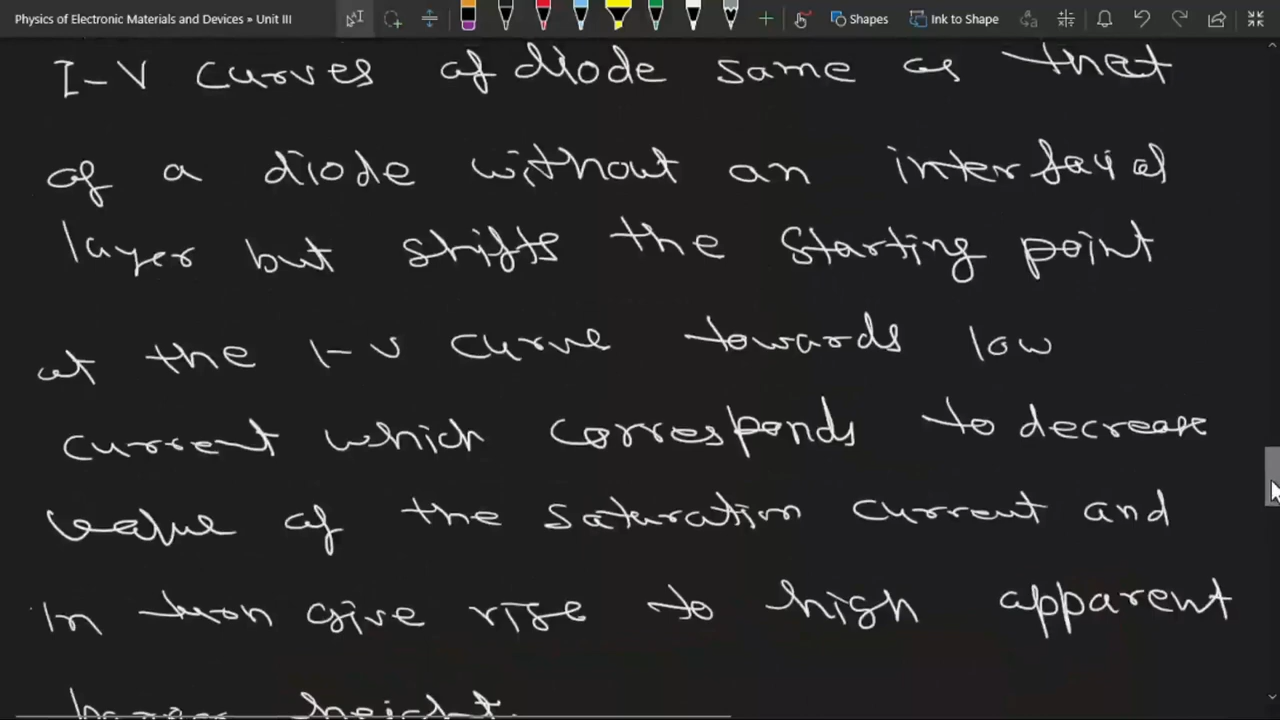 Physics of Electronic Materials and Devices » Unit III
Shapes
Ink to Shape
I-V curves of diode same as that
of a diode without an interfacial
layer but shifts the starting point
at the I-V curve towards low
current which corresponds to decrease
value of the saturation current and
in turn give rise to high apparent
height.